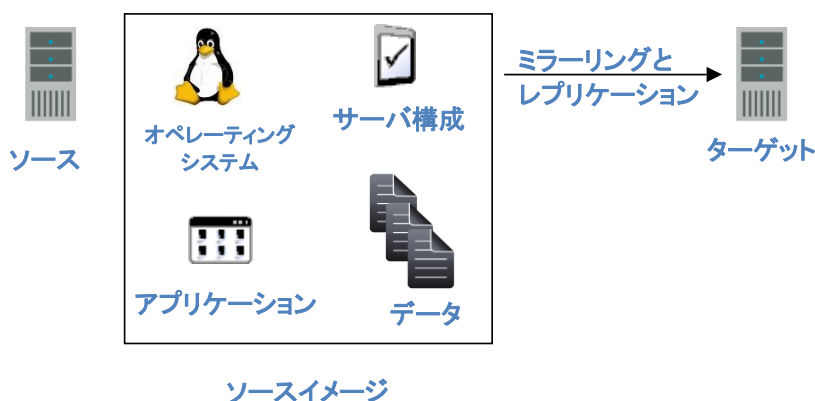 ソース
オペレーティング
システム
サーバ構成
アプリケーション
データ
ソースイメージ
ミラーリングと
レプリケーション
ターゲット